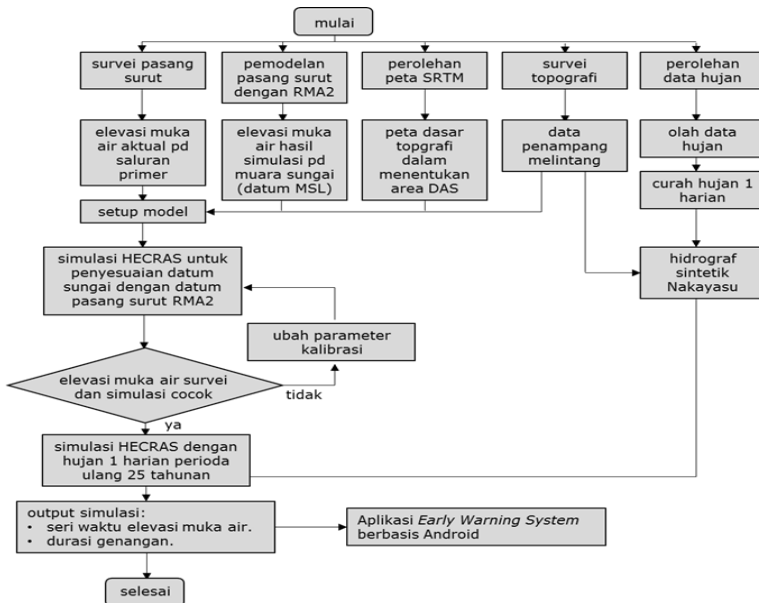 mulai
survei pasang
surut
pemodelan
pasang surut
dengan RMA2
perolehan
peta SRTM
survei
topografi
perolehan
data hujan
elevasi muka
air aktual pd
saluran
primer
elevasi muka
air hasil
simulasi pd
muara sungai
(datum MSL)
peta dasar
topgrafi
dalam
menentukan
area DAS
data
penampang
melintang
olah data
hujan
curah hujan 1
harian
setup model
simulasi HECRAS untuk
penyesuaian datum
sungai dengan datum
pasang surut RMA2
hidrograf
sintetik
Nakayasu
ubah parameter
kalibrasi
elevasi muka air survei
dan simulasi cocok
tidak
ya
simulasi HECRAS dengan
hujan 1 harian perioda
ulang 25 tahunan
output simulasi:
• seri waktu elevasi muka air.
• durasi genangan.
Aplikasi Early Warning System
berbasis Android
selesai